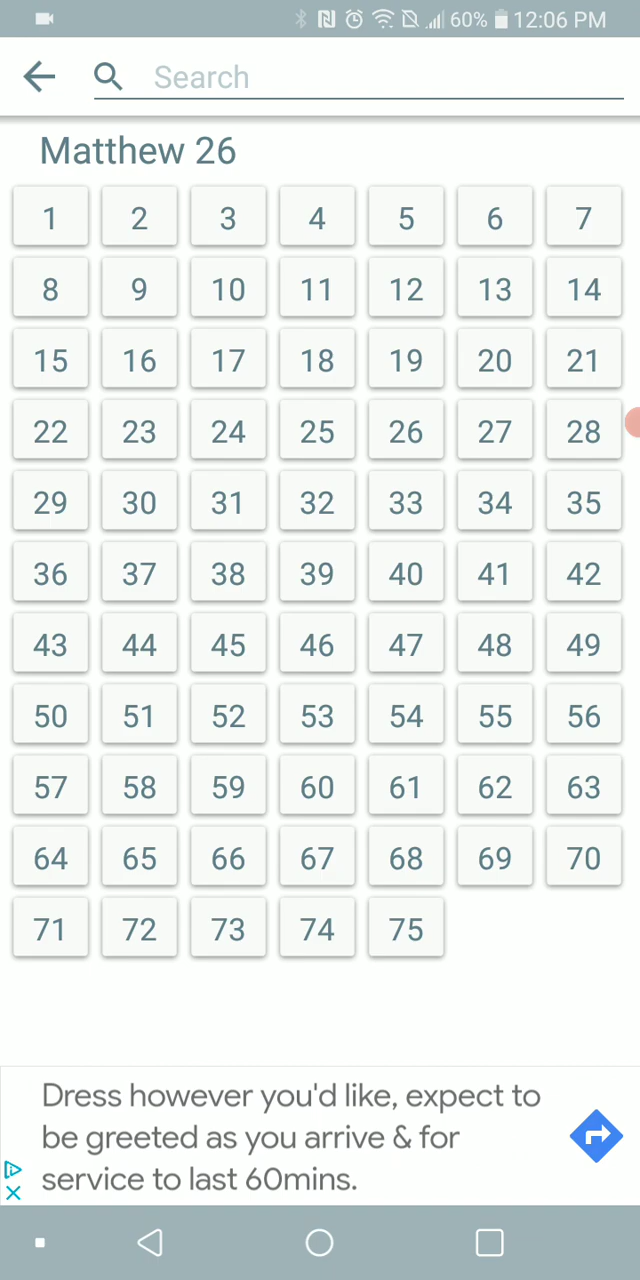 60% 12:06 PM
Search
Matthew 26
1 2 3 4 5 6 7
8 9 10 11 12 13 14
15 16 17 18 19 20 21
22 23 24 25 26 27 28
29 30 31 32 33 34 35
36 37 38 39 40 41 42
43 44 45 46 47 48 49
50 51 52 53 54 55 56
57 58 59 60 61 62 63
64 65 66 67 68 69 70
71 72 73 74 75
Dress however you'd like, expect to
be greeted as you arrive & for
service to last 60mins.